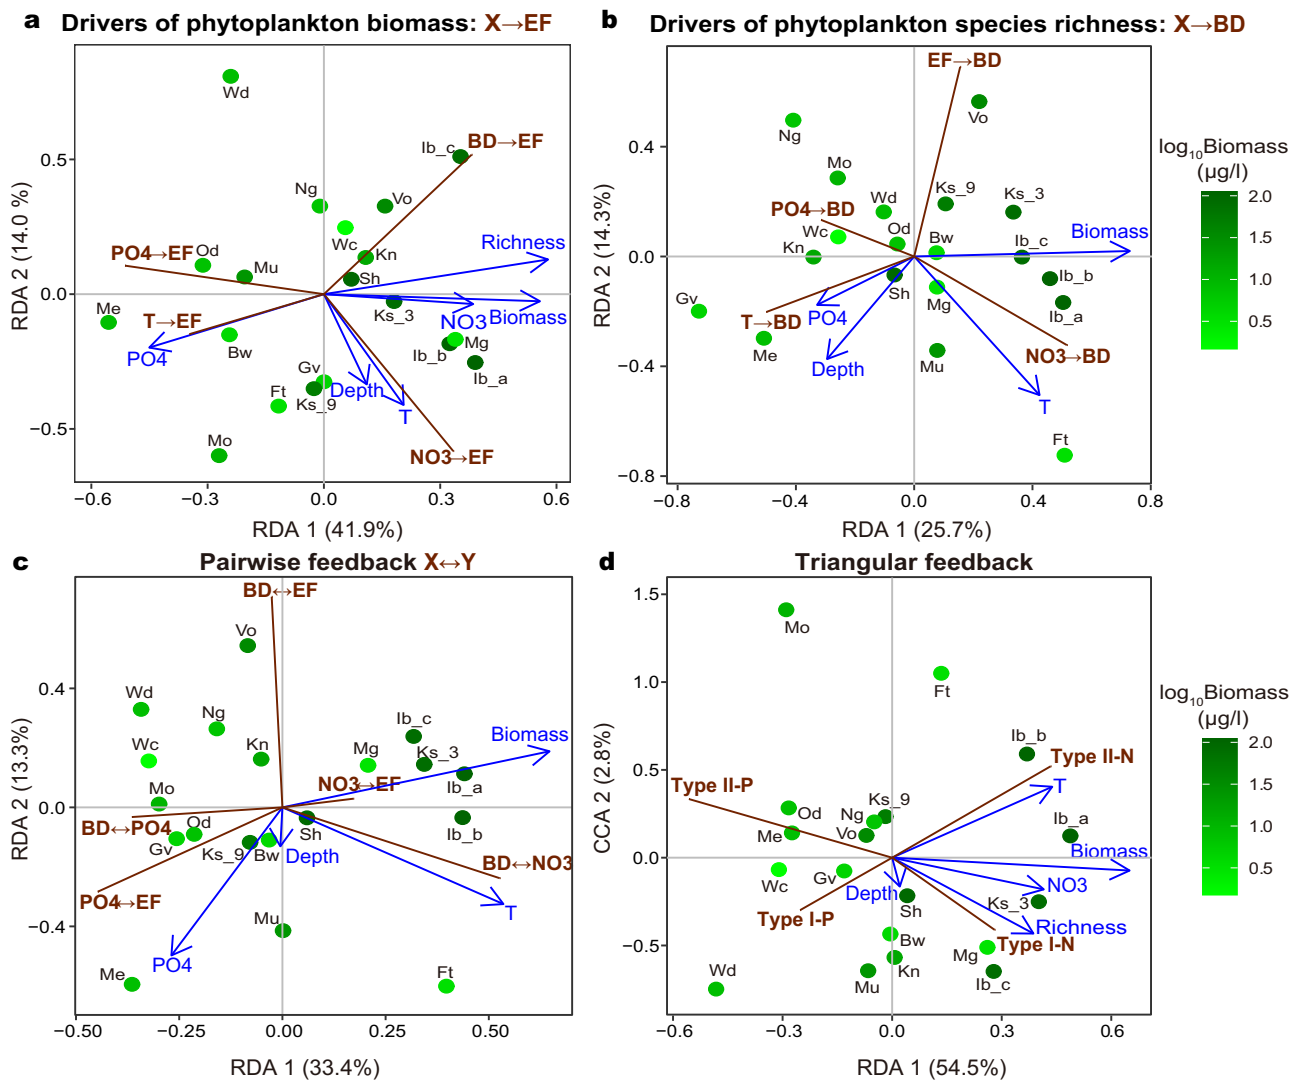 a Drivers of phytoplankton biomass: X→EF
RDA 2 (14.0 %)
0.5
0.0
−0.5
Wd
BD→EF
Ib_c
Ng
Vo
Wc
Richness
PO4→EF
Od
Kn
Mu
Sh
Me
T→EF
Ks_3
NO3
Biomass
PO4
Bw
Ib_b
Mg
Ib_a
Gv
Depth
Ft
Ks_9
T
Mo
NO3→EF
−0.6
−0.3
0.0
0.3
0.6
RDA 1 (41.9%)
b Drivers of phytoplankton species richness: X→BD
RDA 2 (14.3%)
0.4
0.0
−0.4
−0.8
EF→BD
Vo
Ng
Mo
Ks_9
Ks_3
PO4→BD
Wd
Wc
Od
Biomass
Kn
Bw
Ib_c
Ib_b
Sh
Mg
Gv
Ib_a
PO4
T→BD
Me
NO3→BD
Depth
Mu
T
Ft
−0.8
−0.4
0.0
0.4
0.8
RDA 1 (25.7%)
log10Biomass
(µg/l)
2.0
1.5
1.0
0.5
c Pairwise feedback X↔Y
RDA 2 (13.3%)
0.4
0.0
−0.4
BD↔EF
Vo
Wd
Ng
Ib_c
Biomass
Wc
Kn
Mg
Ks_3
NO3↔EF
Ib_a
Mo
BD↔PO4
Od
Sh
Ib_b
Gv
Ks_9
Bw
Depth
BD↔NO3
PO4↔EF
T
Mu
PO4
Me
Ft
−0.50
−0.25
0.00
0.25
0.50
RDA 1 (33.4%)
d Triangular feedback
CCA 2 (2.8%)
1.5
1.0
0.5
0.0
−0.5
Mo
Ft
Ib_b
Type II-N
Type II-P
T
Ks_9
Od
Ng
Ib_a
Me
Vo
Biomass
Wc
Gv
NO3
Depth
Ks_3
Type I-P
Sh
Richness
Bw
Type I-N
Mg
Kn
Wd
Mu
Ib_c
−0.6
−0.3
0.0
0.3
0.6
RDA 1 (54.5%)
log10Biomass
(µg/l)
2.0
1.5
1.0
0.5